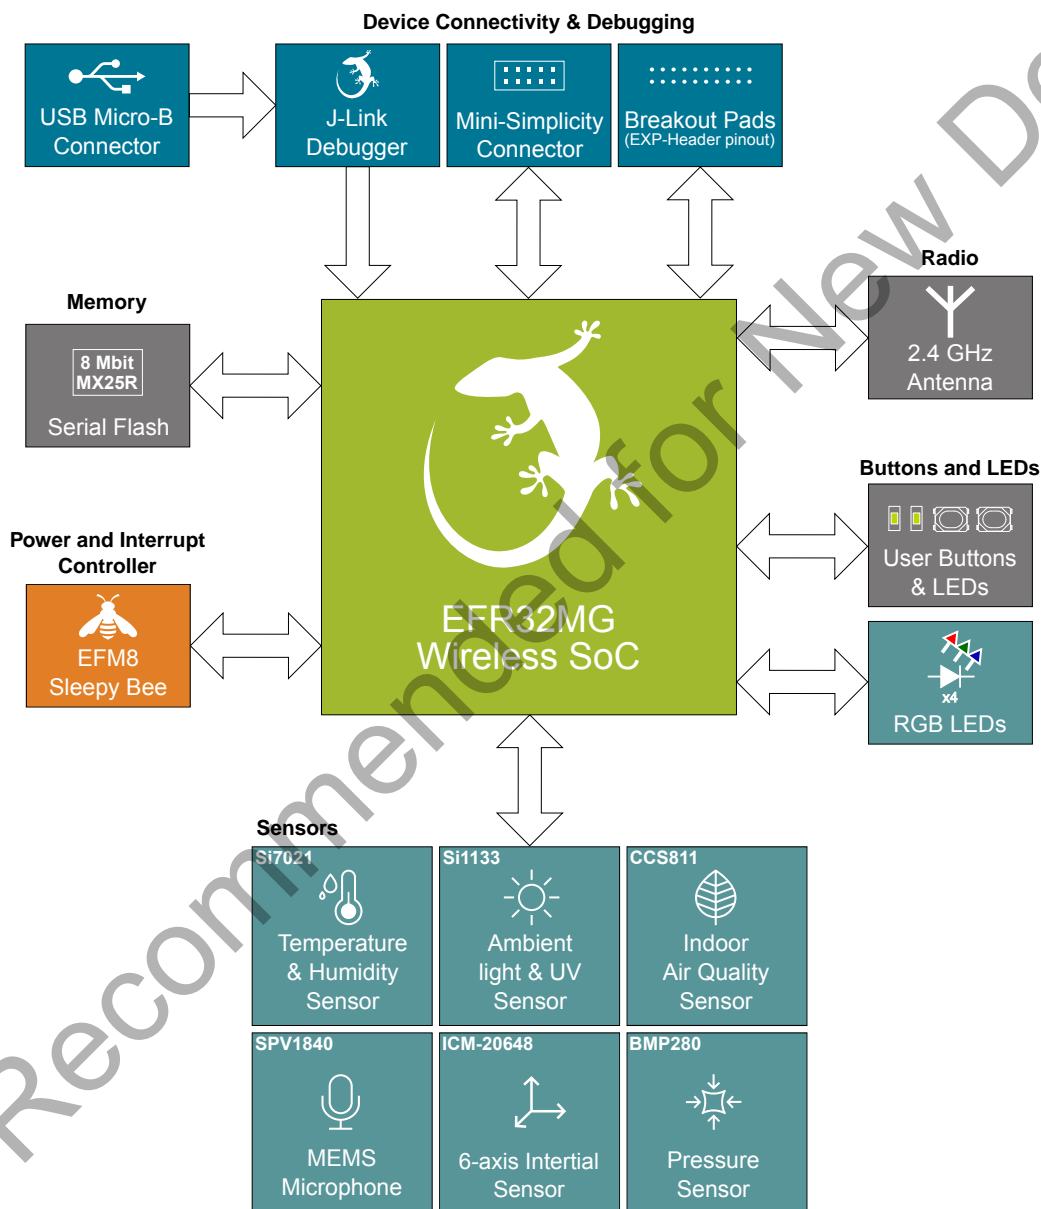 Device Connectivity & Debugging
USB Micro-B
Connector
J-Link
Debugger
Mini-Simplicity
Connector
Breakout Pads
(EXP-Header pinout)
Radio
2.4 GHz
Antenna
Memory
8 Mbit
MX25R
Serial Flash
Buttons and LEDs
User Buttons
& LEDs
Power and Interrupt
Controller
EFM8
Sleepy Bee
EFR32MG
Wireless SoC
x4
RGB LEDs
Sensors
Si7021
Temperature
& Humidity
Sensor
Si1133
Ambient
light & UV
Sensor
CCS811
Indoor
Air Quality
Sensor
SPV1840
MEMS
Microphone
ICM-20648
6-axis Intertial
Sensor
BMP280
Pressure
Sensor
Recommended for New